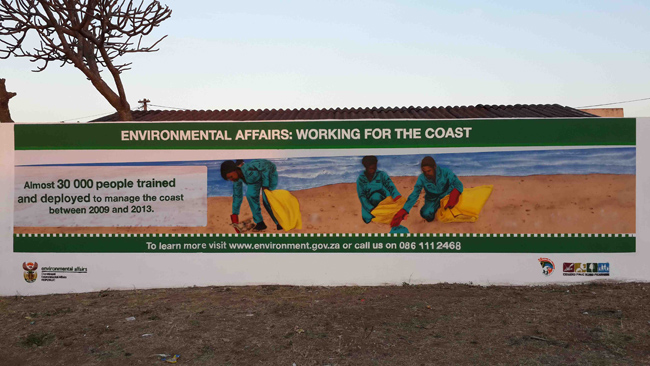 ENVIRONMENTAL AFFAIRS: WORKING FOR THE COAST
Almost 30 000 people trained
and deployed to manage the coast
between 2009 and 2013.
To learn more visit www.environment.gov.za or call us on 086 111 2468
environmental affairs